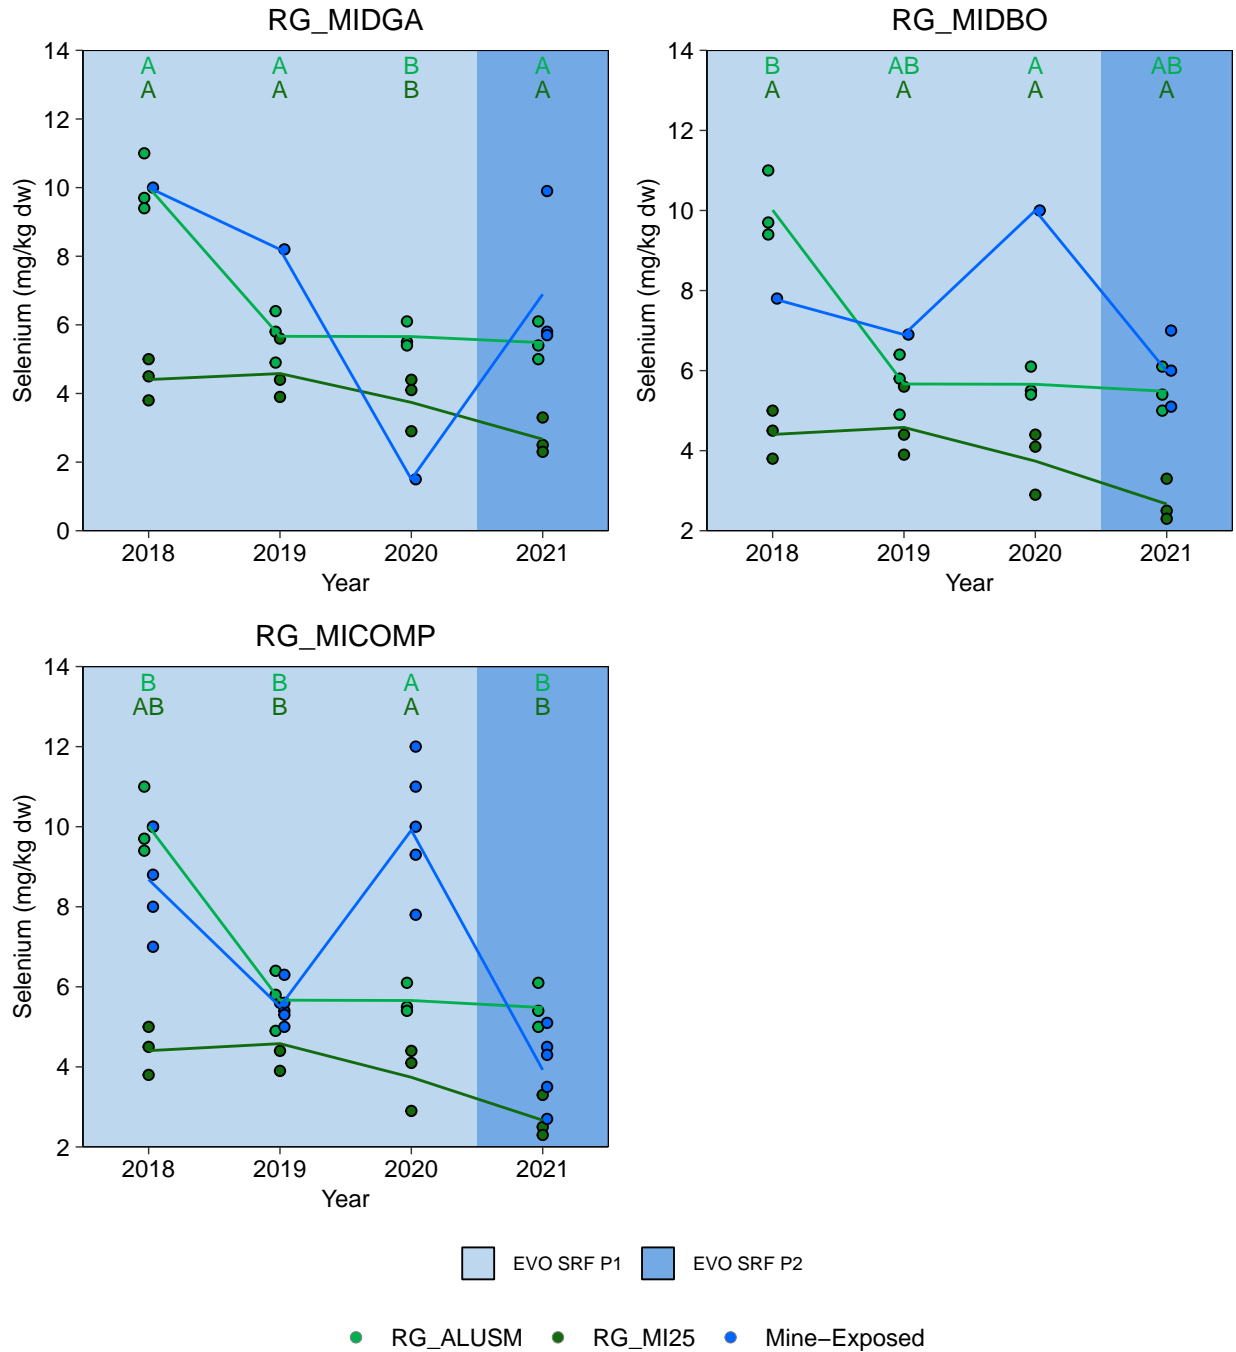 RG_MIDGA
14
12
10
8
6
4
2
0
Selenium (mg/kg dw)
A A B A
A A B A
2018 2019 2020 2021
Year
RG_MIDBO
14
12
10
8
6
4
2
Selenium (mg/kg dw)
B AB A AB
A A A A
2018 2019 2020 2021
Year
RG_MICOMP
14
12
10
8
6
4
2
Selenium (mg/kg dw)
B B A B
AB B A B
2018 2019 2020 2021
Year
EVO SRF P1 EVO SRF P2
RG_ALUSM RG_MI25 Mine−Exposed